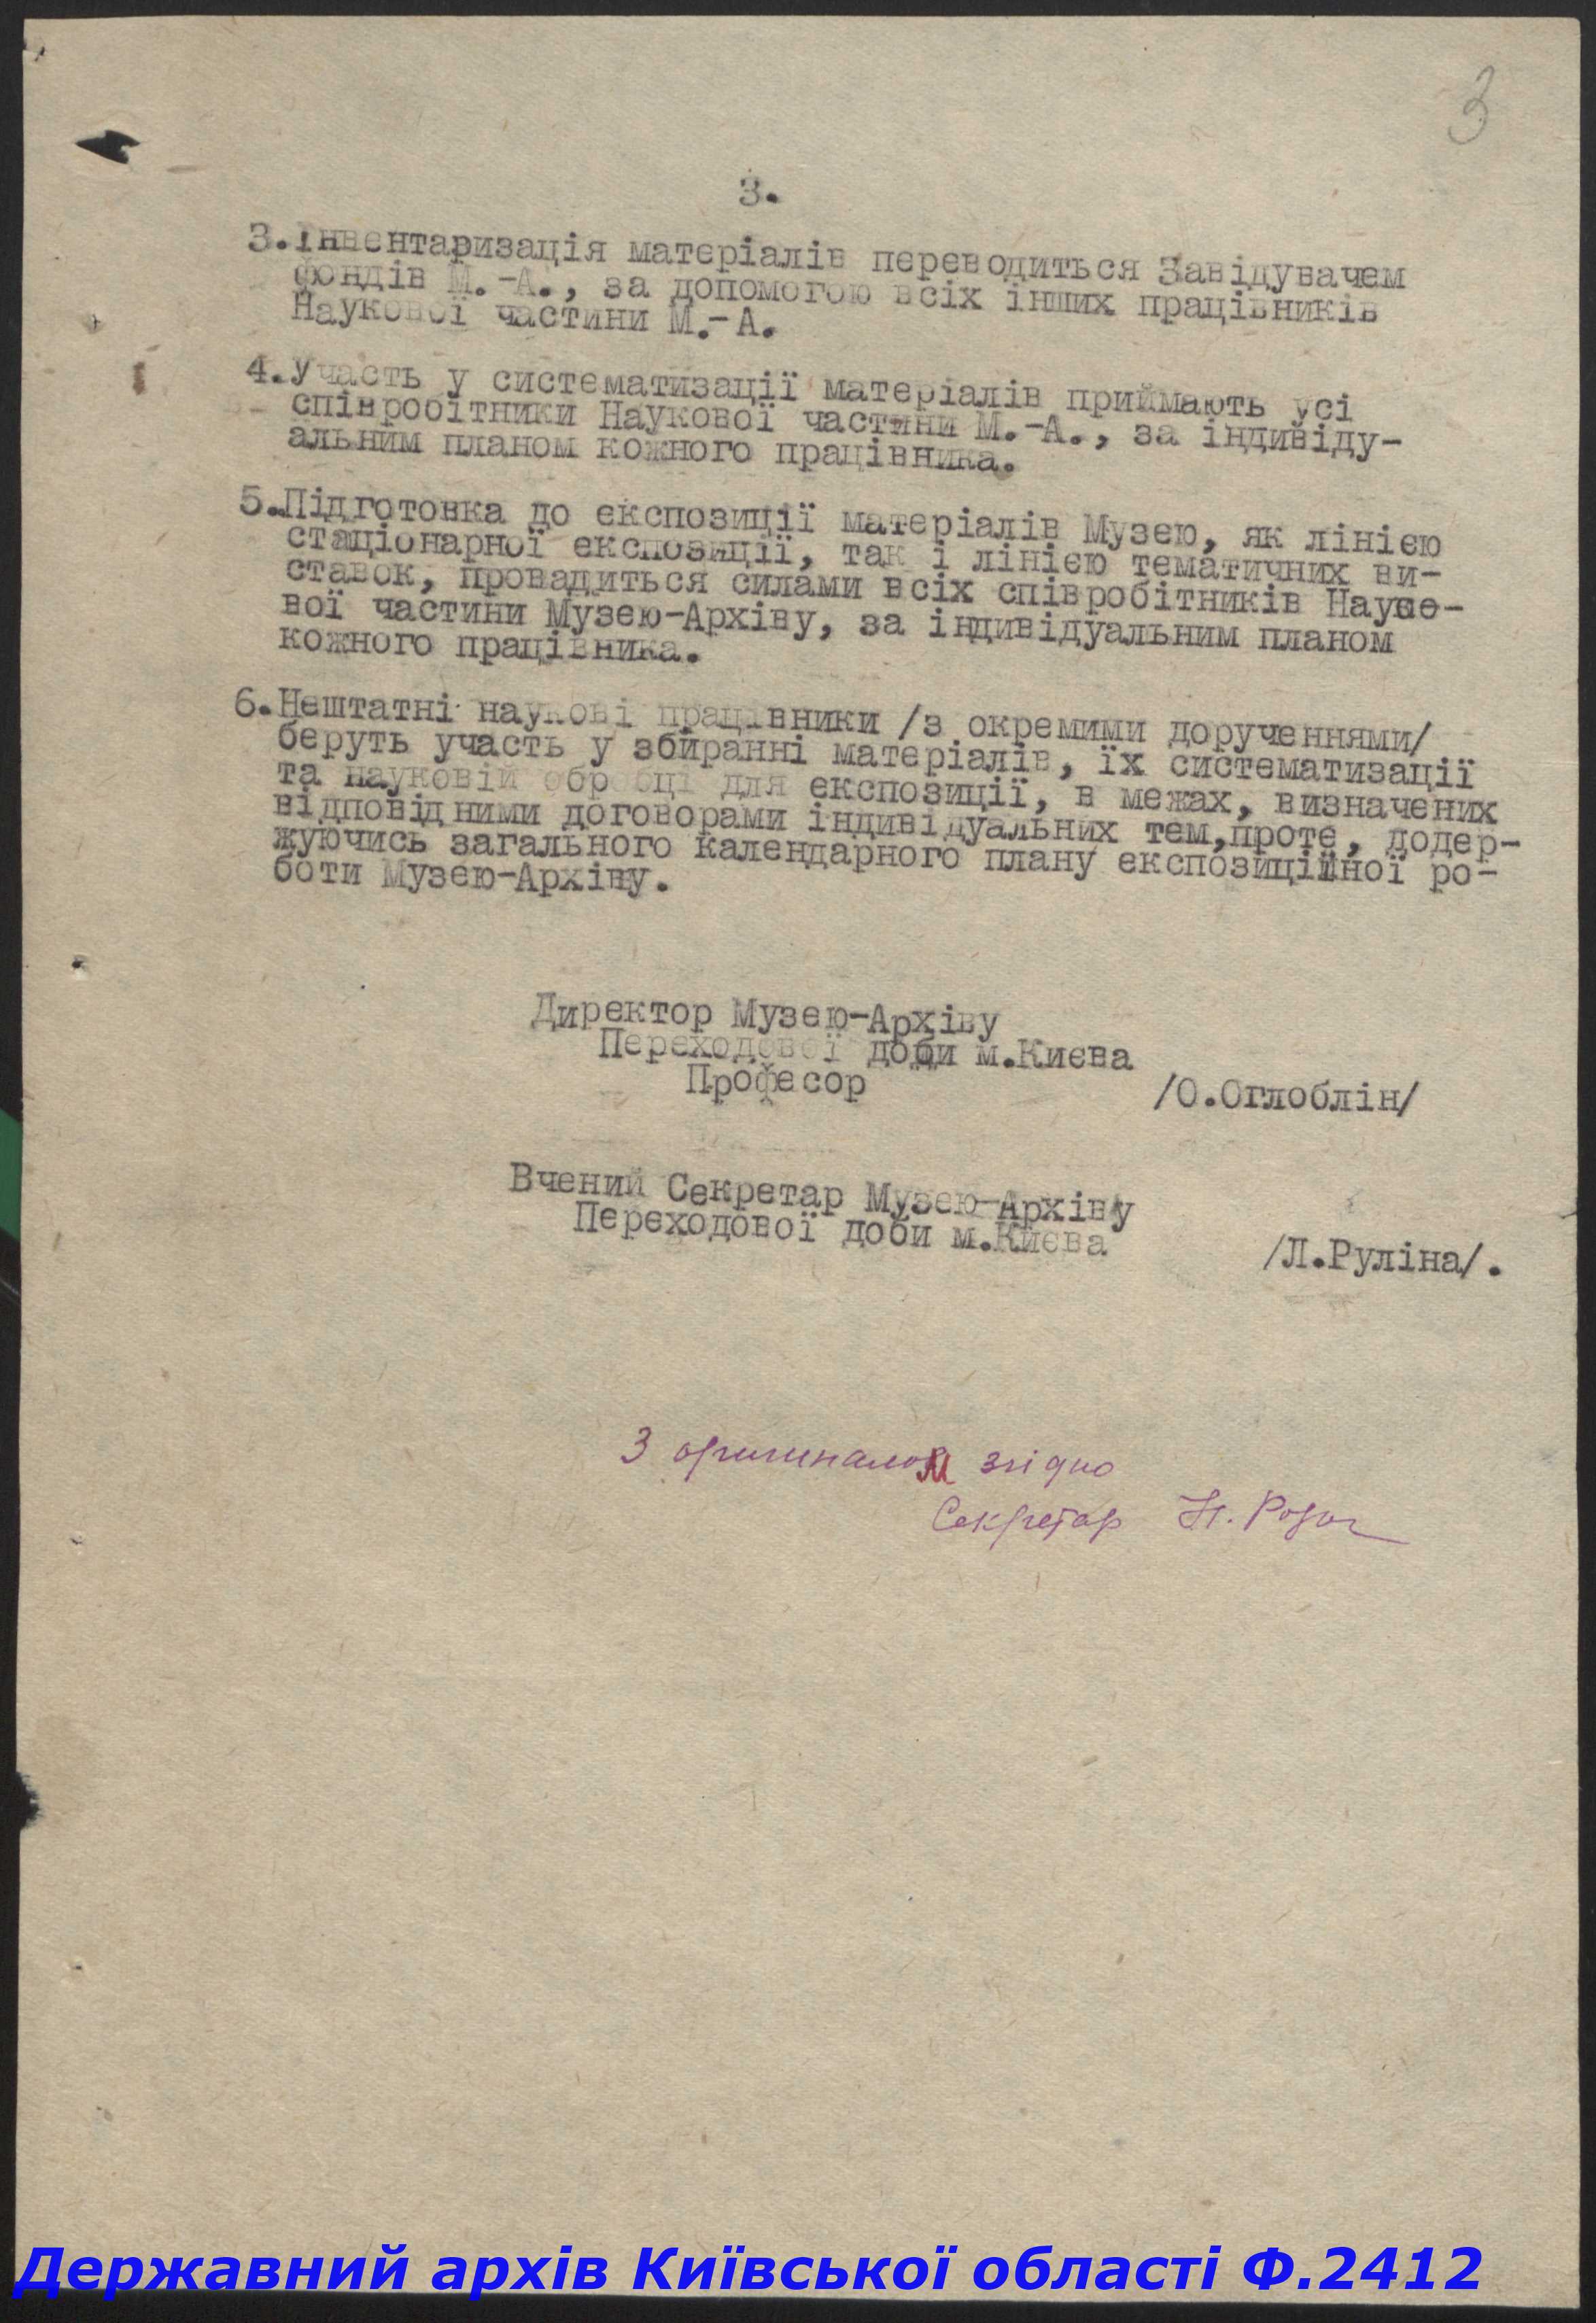 3
3.
3.Інвентаризація матеріалів переводиться Завідувачем
фондів М.-А., за допомогою всіх інших працівників
Наукової частини М.-А.
4.Участь у систематизації матеріалів приймають усі
співробітники Наукової частини М.-А., за індивіду-
альним планом кожного працівника.
5.Підготовка до експозиції матеріалів Музею, як лінією
стаціонарної експозиції, так і лінією тематичних ви-
ставок, провадиться силами всіх співробітників Науко-
вої частини Музею-Архіву, за індивідуальним планом
кожного працівника.
6.Нештатні наукові працівники /з окремими дорученнями/
беруть участь у збиранні матеріалів, їх систематизації
та науковій обробці для експозиції, в межах, визначених
відповідними договорами індивідуальних тем,проте, додер-
жуючись загального календарного плану експозиційної ро-
боти Музею-Архіву.
Директор Музею-Архіву
Переходової доби м.Києва
Професор /О.Оглоблін/
Вчений Секретар Музею-Архіву
Переходової доби м.Києва
/Л.Руліна/.
З оригиналом згідно
Секретар Н.
Державний архів Київської області Ф.2412